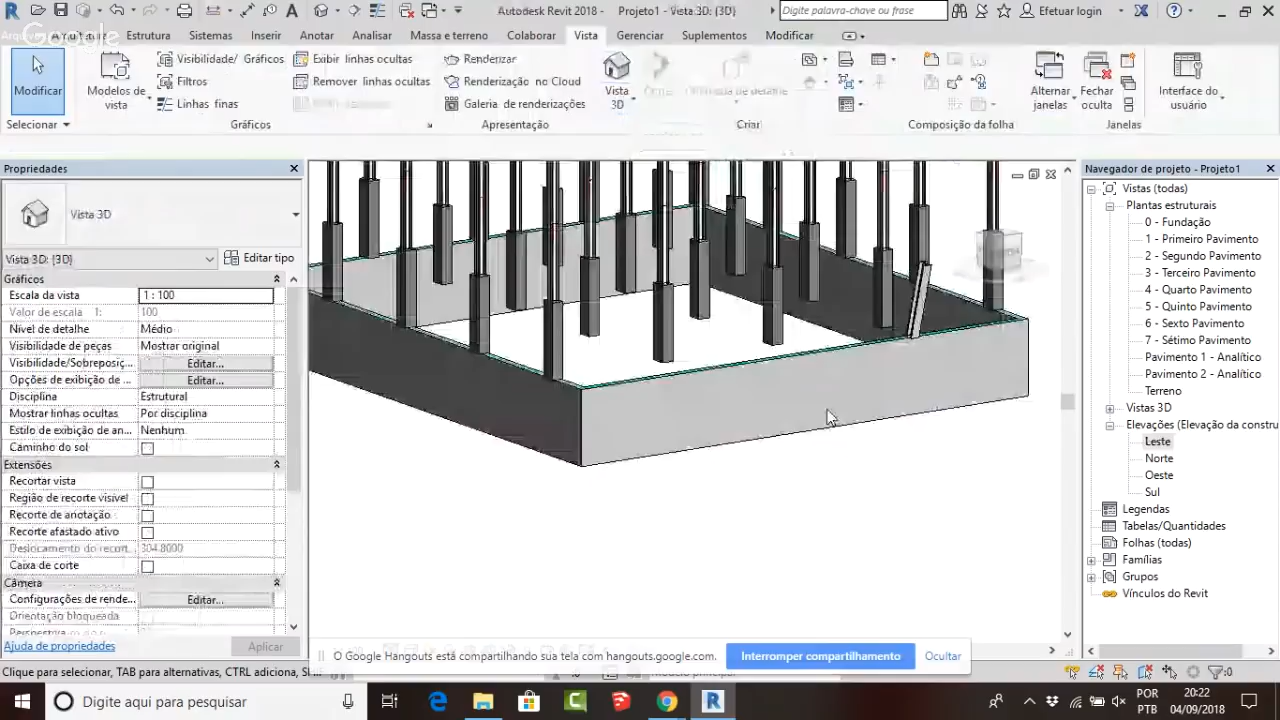 Autodesk Revit 2018 - Projeto1 - Vista 3D: {3D}
Digite palavra-chave ou frase
Efetuar login
Google
Estrutura Sistemas Inserir Anotar Analisar Massa e terreno Colaborar Vista Gerenciar Suplementos Modificar
Modificar
Modelos de vista
Visibilidade/ Gráficos
Filtros
Linhas finas
Exibir linhas ocultas
Remover linhas ocultas
Renderizar
Renderização no Cloud
Galeria de renderizações
Vista 3D
Alternar janelas
Fechar oculta
Interface do usuário
Selecionar
Gráficos
Apresentação
Criar
Composição da folha
Janelas
Propriedades
Vista 3D
Vista 3D: {3D}
Editar tipo
Gráficos
Escala da vista 1 : 100
Valor de escala 1: 100
Nível de detalhe Médio
Visibilidade de peças Mostrar original
Visibilidade/Sobreposiç... Editar...
Opções de exibição de ... Editar...
Disciplina Estrutural
Mostrar linhas ocultas Por disciplina
Estilo de exibição de an... Nenhum
Caminho do sol
Extensões
Recortar vista
Região de recorte visível
Recorte de anotação
Recorte afastado ativo
Deslocamento do recort... 304.8000
Caixa de corte
Câmera
Configurações de rende... Editar...
Orientação bloqueada
Perspectiva
Ajuda de propriedades
Aplicar
Navegador de projeto - Projeto1
Vistas (todas)
Plantas estruturais
0 - Fundação
1 - Primeiro Pavimento
2 - Segundo Pavimento
3 - Terceiro Pavimento
4 - Quarto Pavimento
5 - Quinto Pavimento
6 - Sexto Pavimento
7 - Sétimo Pavimento
Pavimento 1 - Analítico
Pavimento 2 - Analítico
Terreno
Vistas 3D
Elevações (Elevação da constru
Leste
Norte
Oeste
Sul
Legendas
Tabelas/Quantidades
Folhas (todas)
Famílias
Grupos
Vínculos do Revit
O Google Hangouts está compartilhando sua tela com hangouts.google.com.
Interromper compartilhamento
Ocultar
Clique para selecionar, TAB para alternativas, CTRL adiciona,
:0
Digite aqui para pesquisar
POR
PTB
20:22
04/09/2018